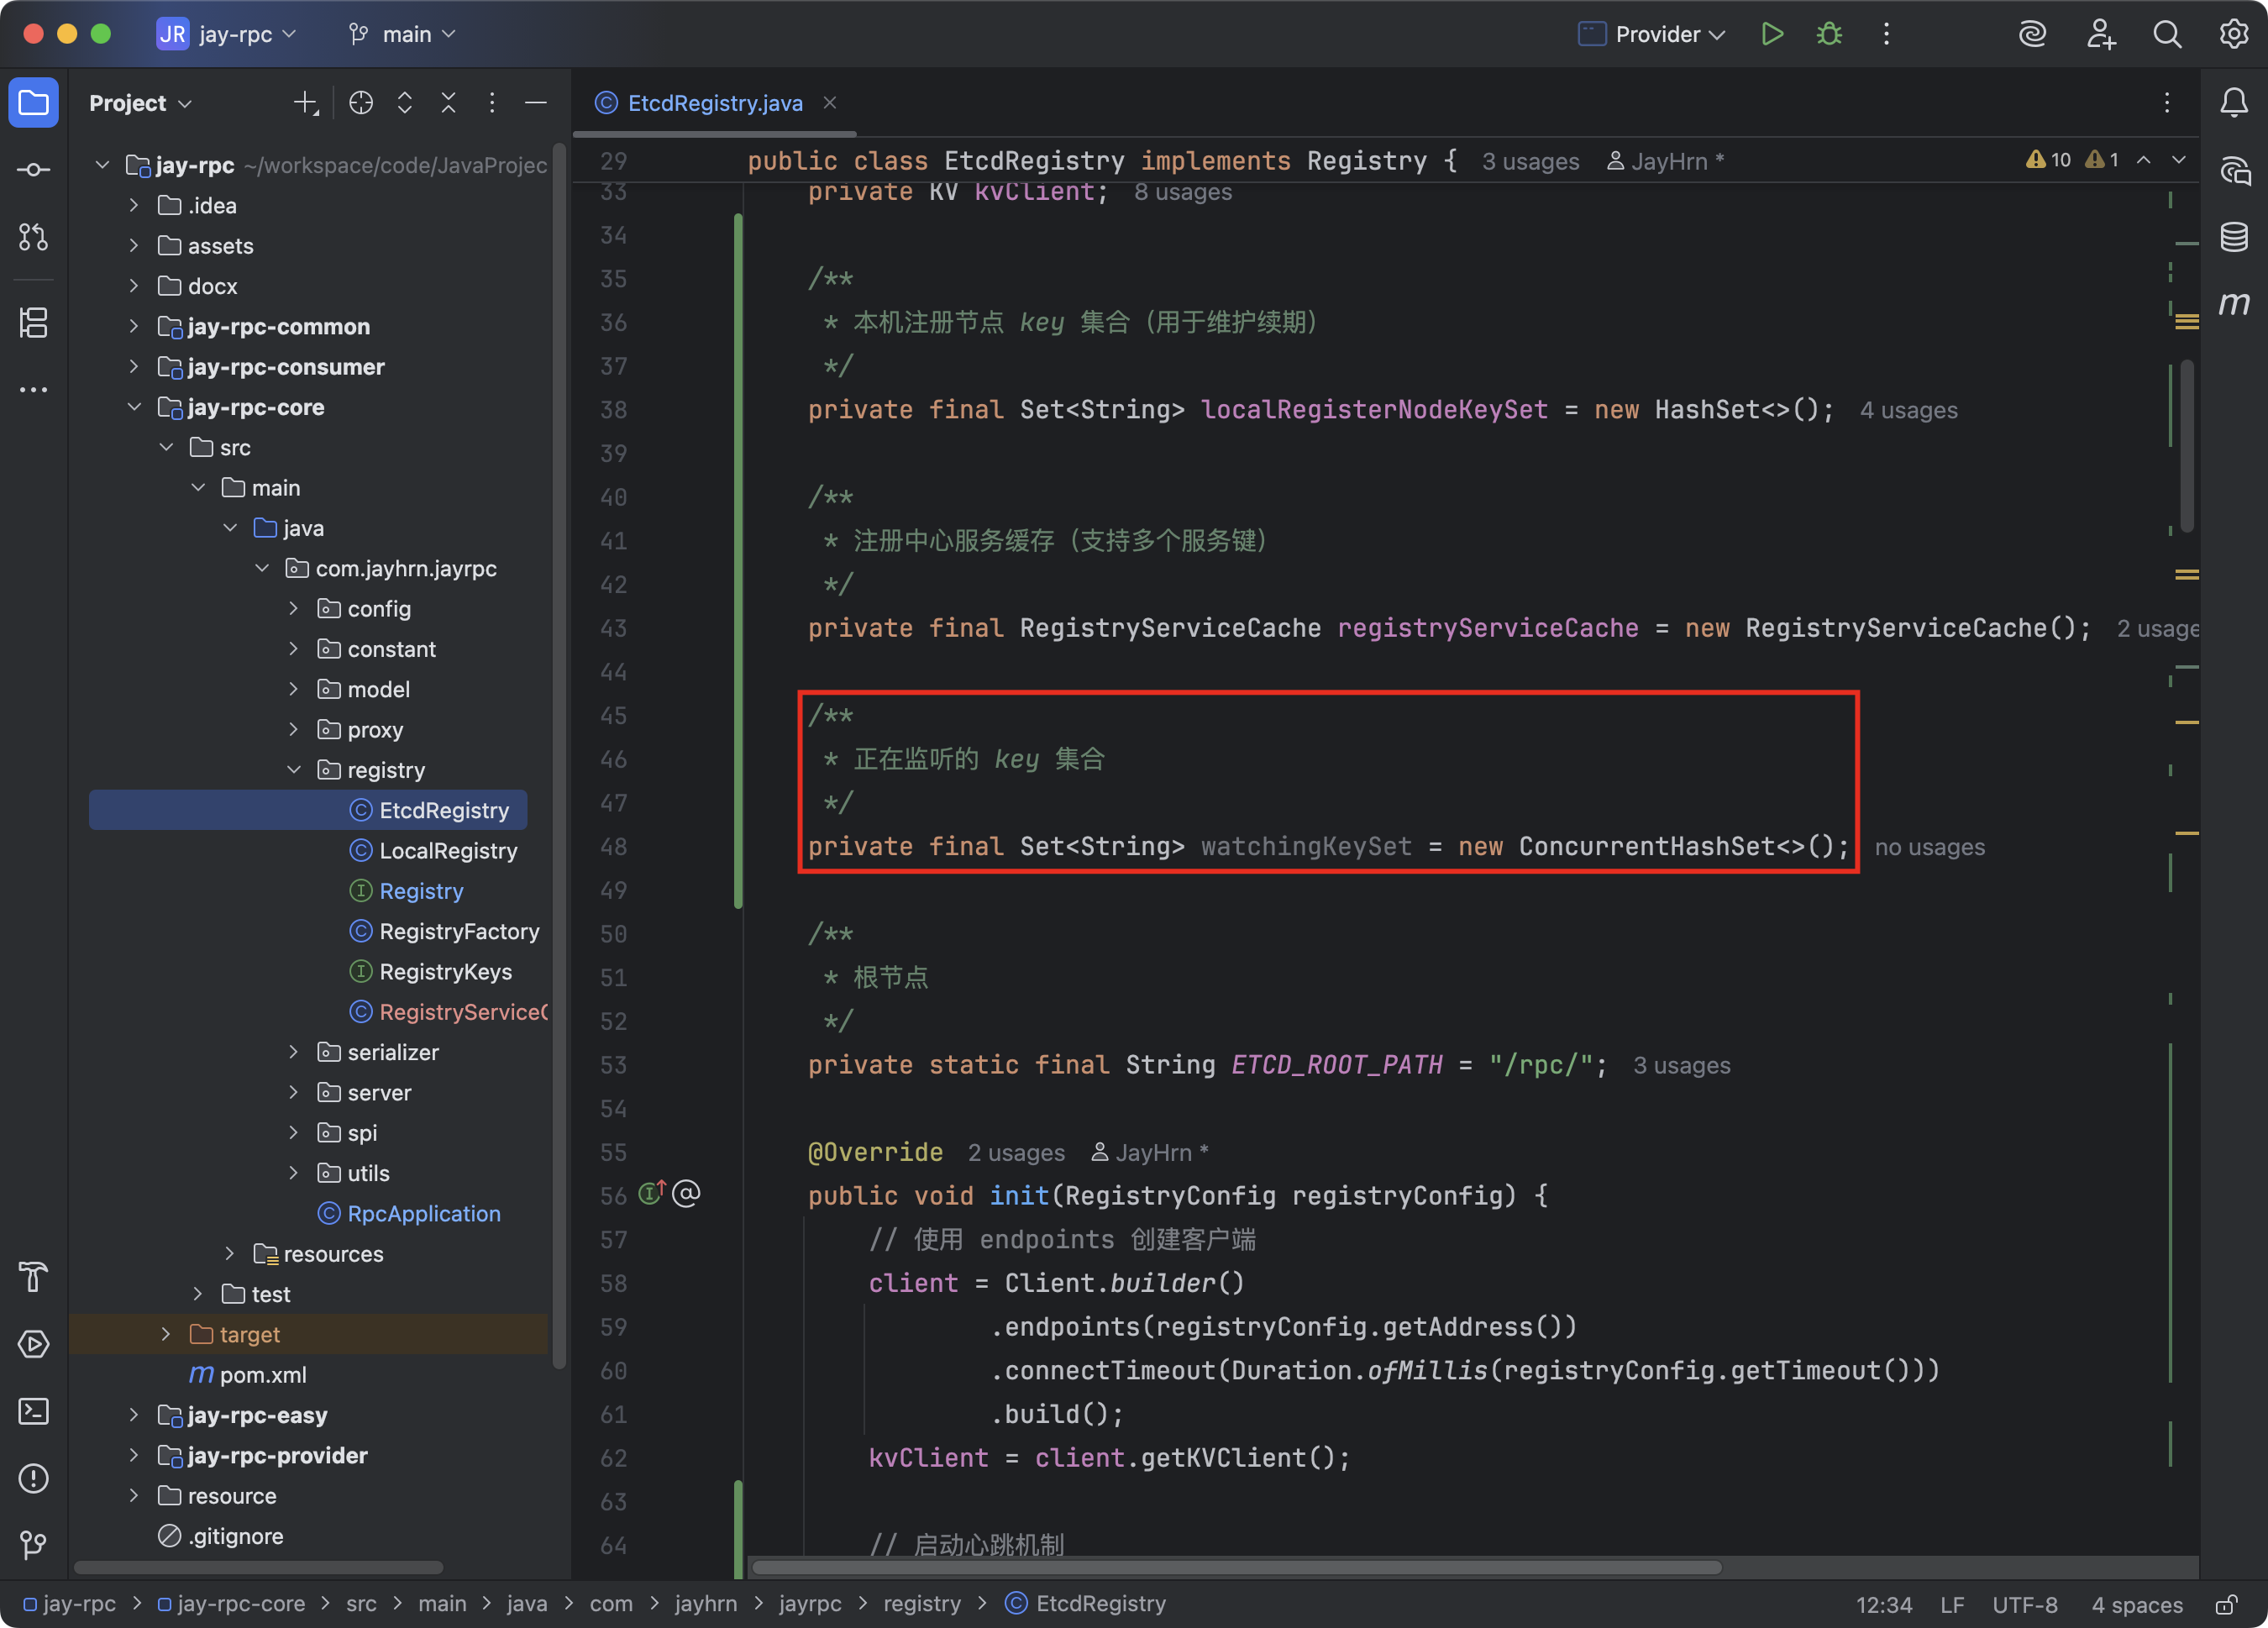 JR jay-rpc main Provider
Project
EtcdRegistry.java
jay-rpc ~/workspace/code/JavaProjec
.idea
assets
docx
jay-rpc-common
jay-rpc-consumer
jay-rpc-core
src
main
java
com.jayhrn.jayrpc
config
constant
model
proxy
registry
EtcdRegistry
LocalRegistry
Registry
RegistryFactory
RegistryKeys
RegistryServiceC
serializer
server
spi
utils
RpcApplication
resources
test
target
m pom.xml
jay-rpc-easy
jay-rpc-provider
resource
.gitignore
29 public class EtcdRegistry implements Registry { 3 usages JayHrn * 10 1
33 private KV kvClient; 8 usages
34
35 /**
36 * 本机注册节点 key 集合（用于维护续期）
37 */
38 private final Set<String> localRegisterNodeKeySet = new HashSet<>(); 4 usages
39
40 /**
41 * 注册中心服务缓存（支持多个服务键）
42 */
43 private final RegistryServiceCache registryServiceCache = new RegistryServiceCache(); 2 usage
44
45 /**
46 * 正在监听的 key 集合
47 */
48 private final Set<String> watchingKeySet = new ConcurrentHashSet<>(); no usages
49
50 /**
51 * 根节点
52 */
53 private static final String ETCD_ROOT_PATH = "/rpc/"; 3 usages
54
55 @Override 2 usages JayHrn *
56 public void init(RegistryConfig registryConfig) {
57 // 使用 endpoints 创建客户端
58 client = Client.builder()
59 .endpoints(registryConfig.getAddress())
60 .connectTimeout(Duration.ofMillis(registryConfig.getTimeout()))
61 .build();
62 kvClient = client.getKVClient();
63
64 // 启动心跳机制
m
jay-rpc > jay-rpc-core > src > main > java > com > jayhrn > jayrpc > registry > EtcdRegistry 12:34 LF UTF-8 4 spaces